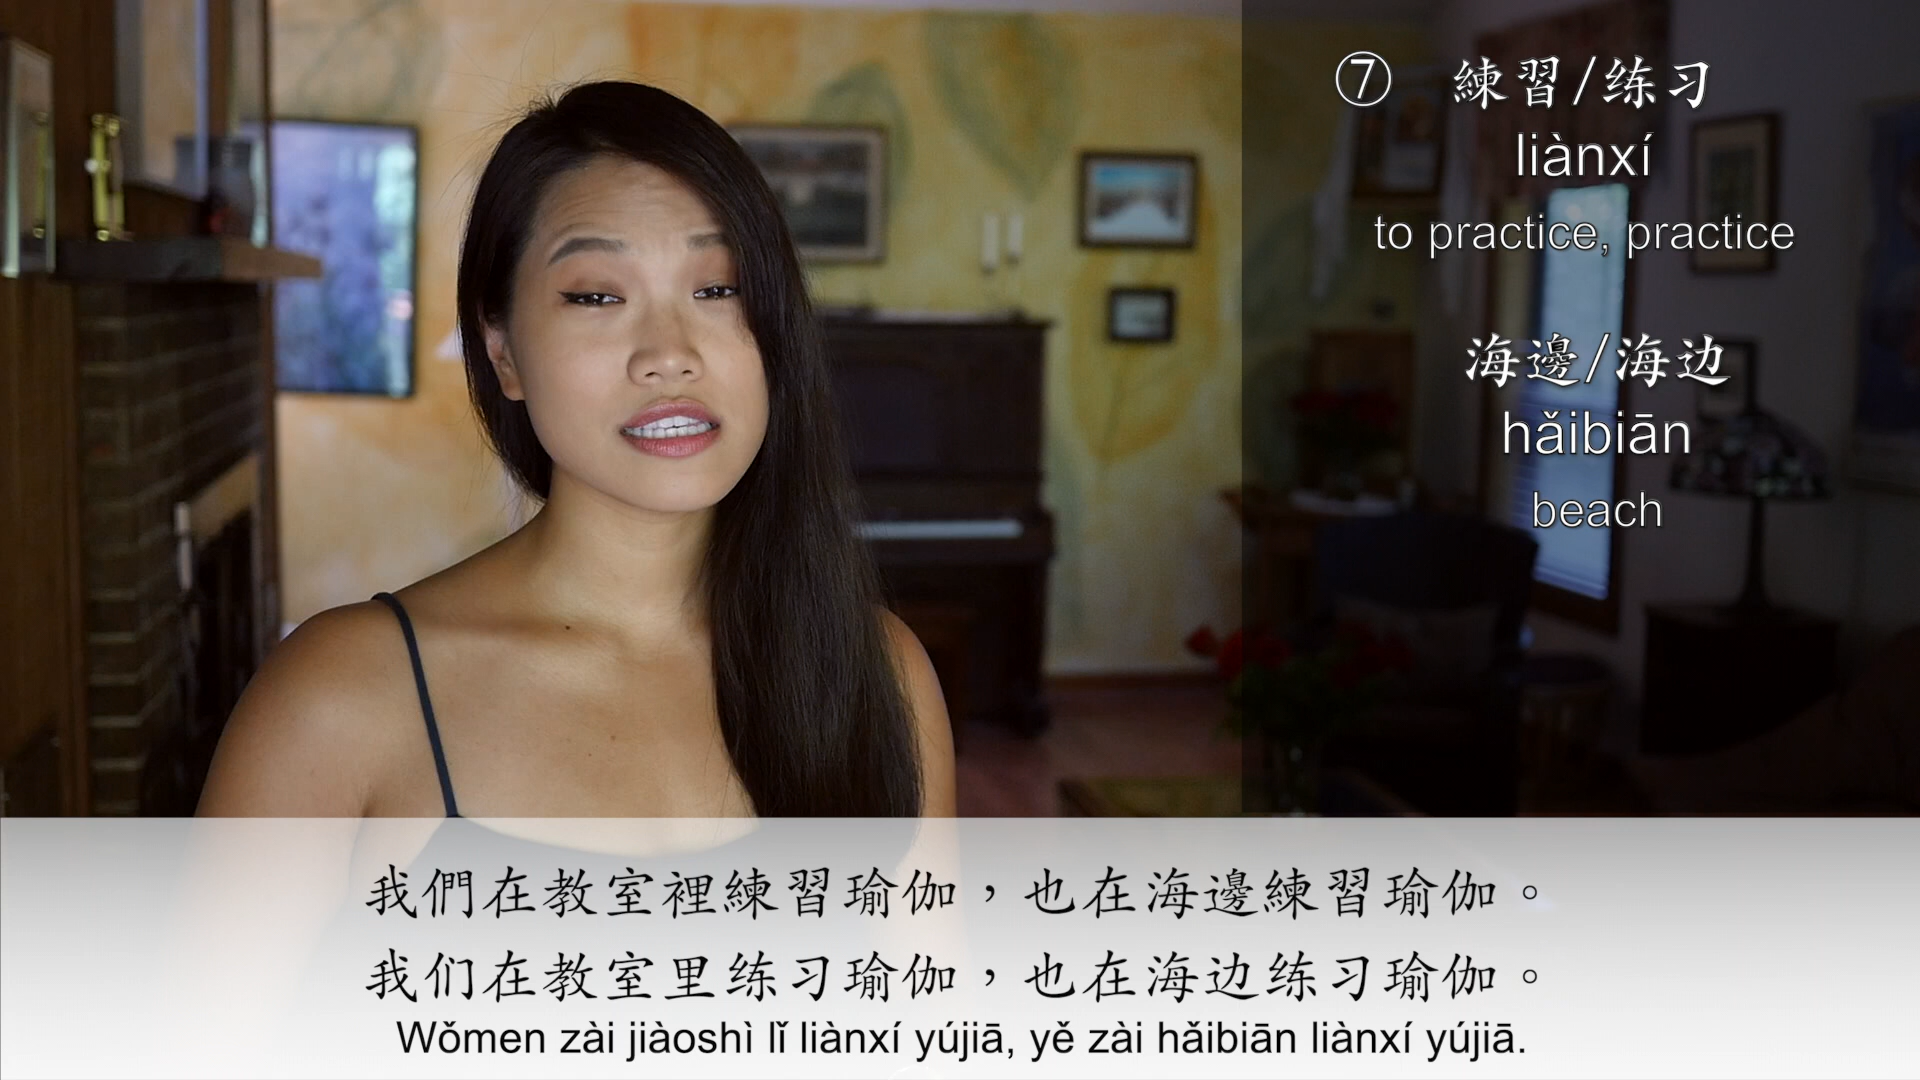 ⑦ 練習/练习
liànxí
to practice, practice
海邊/海边
hǎibiān
beach
我們在教室裡練習瑜伽，也在海邊練習瑜伽。
我们在教室里练习瑜伽，也在海边练习瑜伽。
Wǒmen zài jiàoshì lǐ liànxí yújiā, yě zài hǎibiān liànxí yújiā.